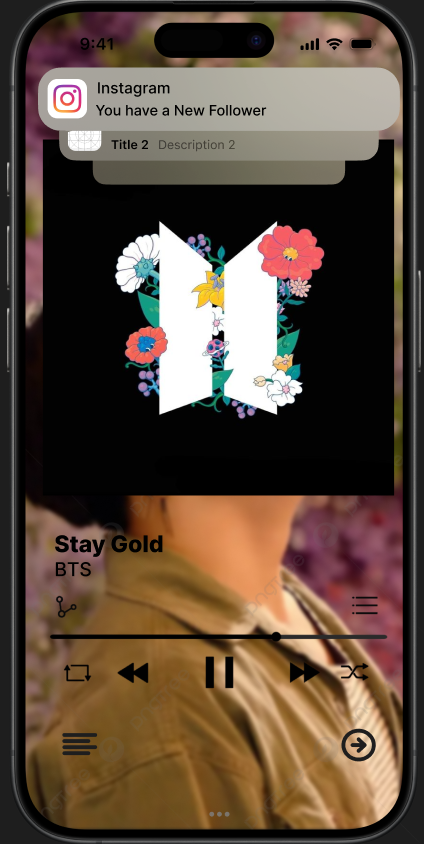 9:41
Instagram
You have a New Follower
Title 2 Description 2
Stay Gold
BTS